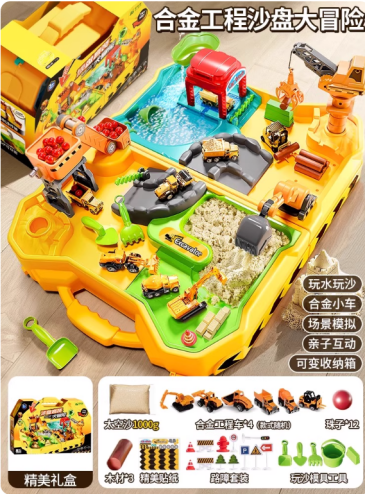 合金工程沙盘大冒险
Excavator
玩水玩沙
合金小车
场景模拟
亲子互动
可变收纳箱
太空沙1000g
合金工程车*4（款式随机）
珠子*12
精美礼盒
木材*3
精美贴纸
路障套装
玩沙模具工具